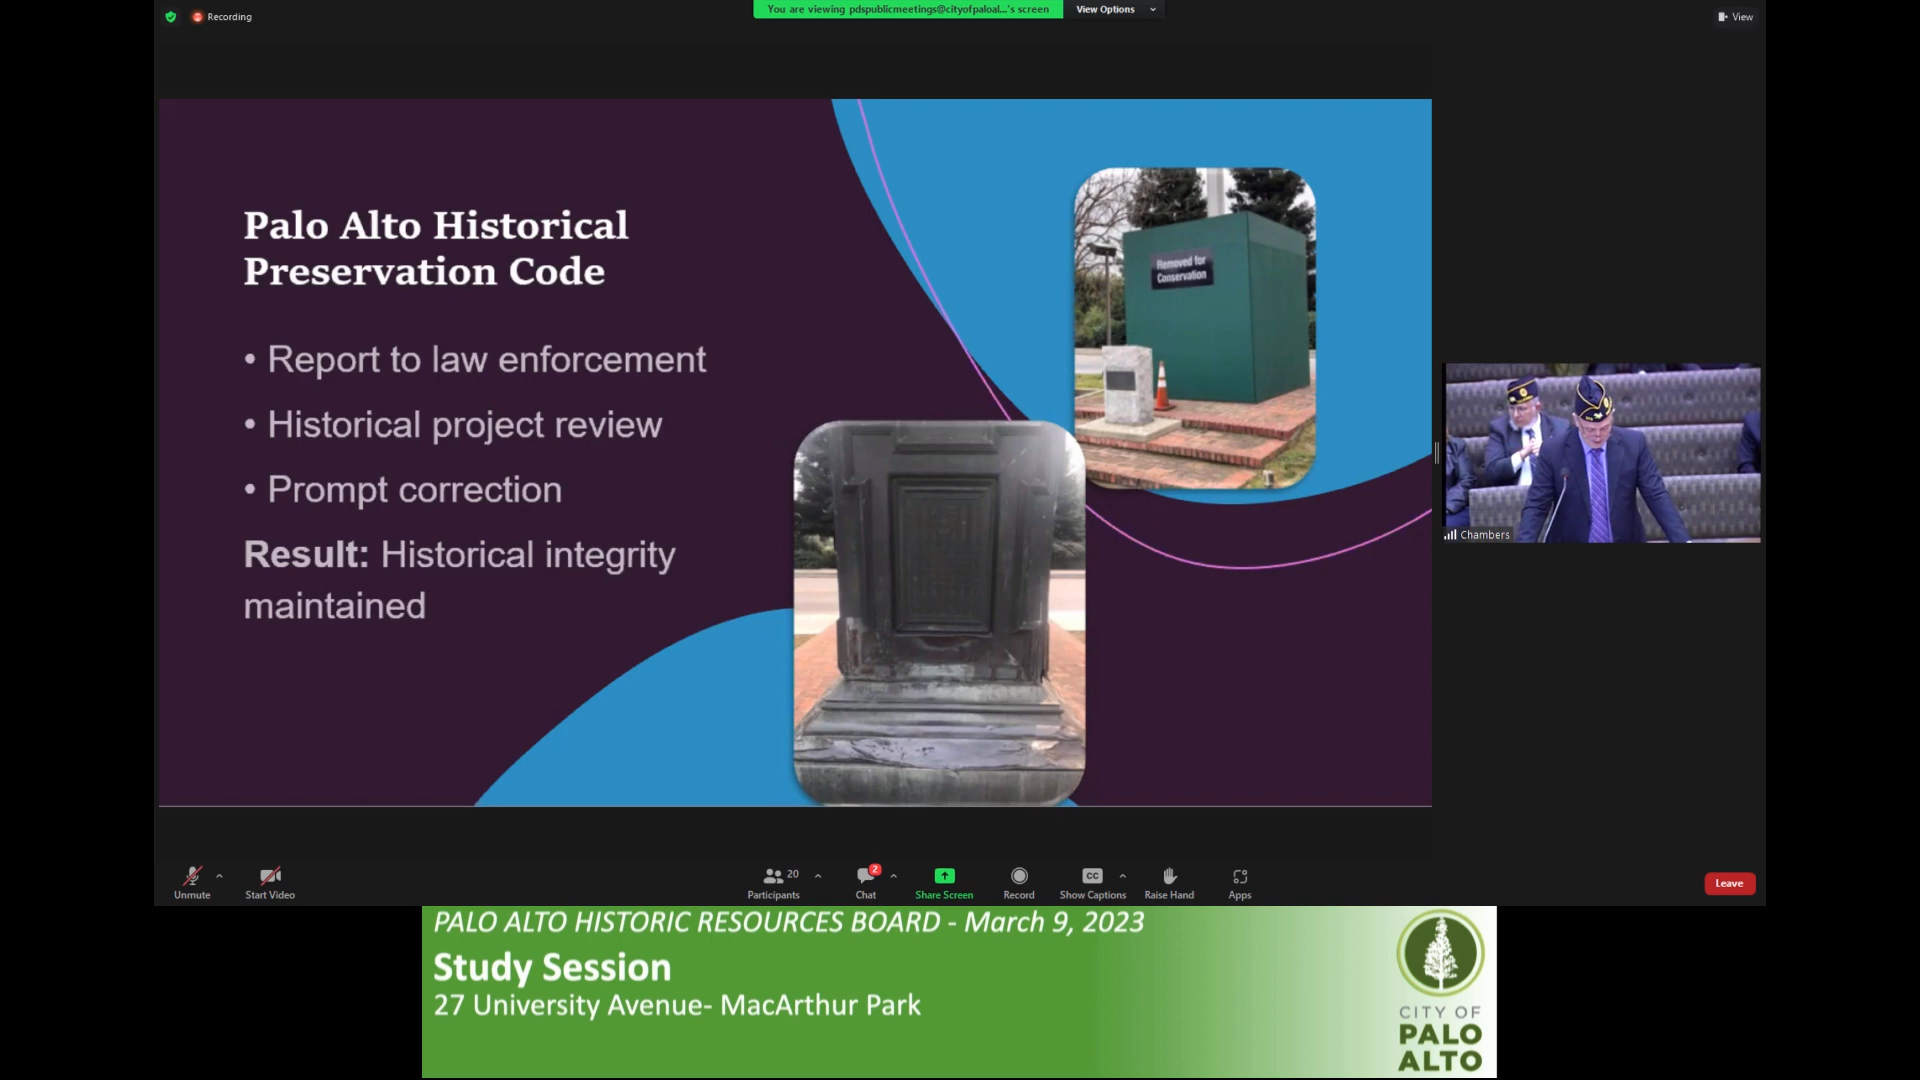 Recording
You are viewing pdspublicmeetings@cityofpaloal...'s screen
View Options
View
Palo Alto Historical
Preservation Code
• Report to law enforcement
• Historical project review
• Prompt correction
Result: Historical integrity
maintained
Removed for
Conservation
Chambers
Unmute
Start Video
20
Participants
2
Chat
Share Screen
Record
CC
Show Captions
Raise Hand
Apps
Leave
PALO ALTO HISTORIC RESOURCES BOARD - March 9, 2023
Study Session
27 University Avenue- MacArthur Park
CITY OF
PALO
ALTO